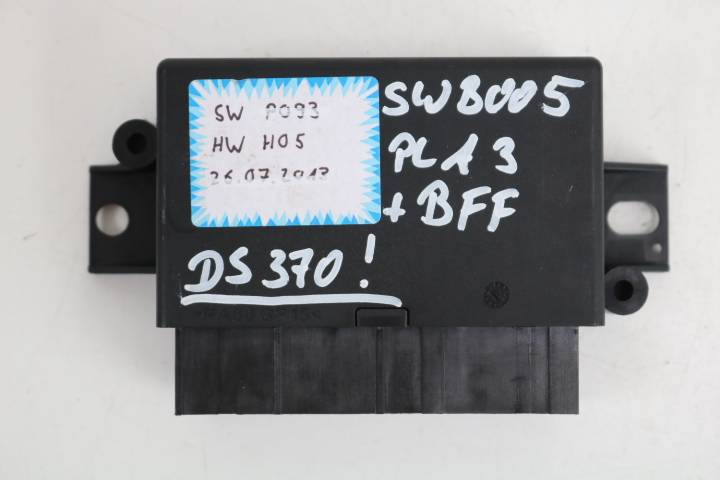 SW P093
HW H05
26.07.2013
SW8005
PLA3
+ BFF
DS370!